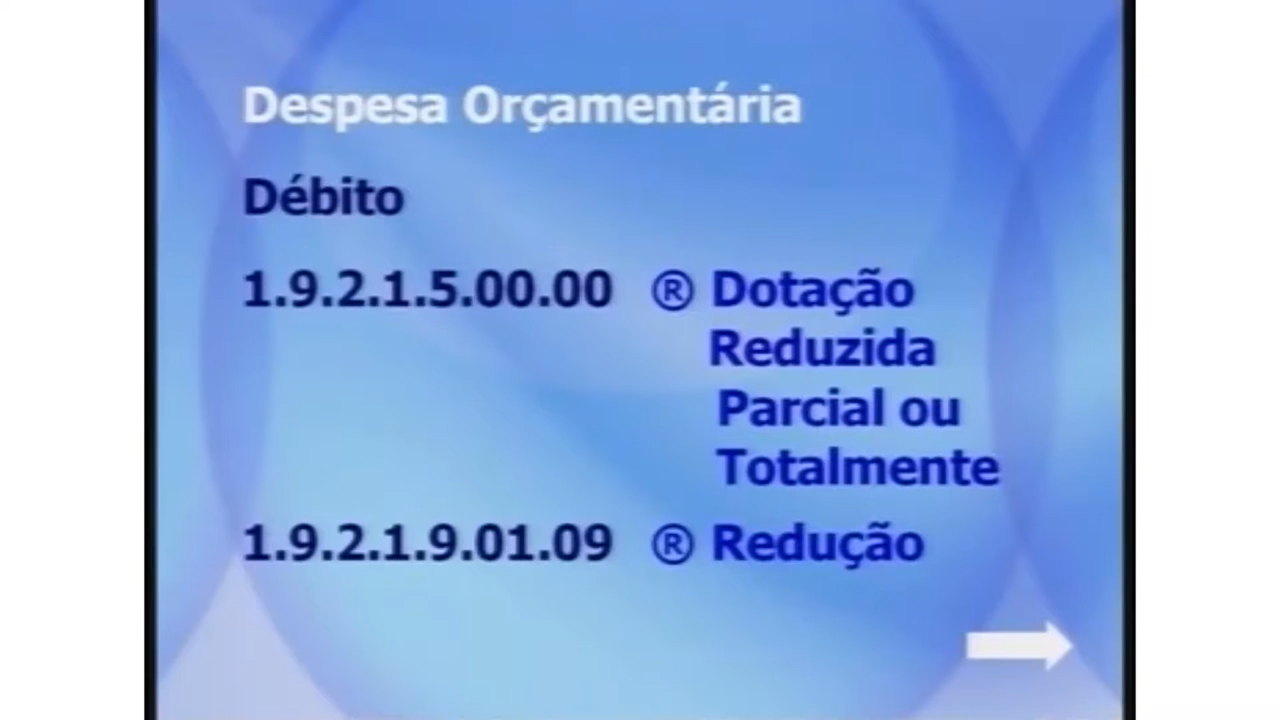 Despesa Orçamentária
Débito
1.9.2.1.5.00.00 ® Dotação
Reduzida
Parcial ou
Totalmente
1.9.2.1.9.01.09 ® Redução